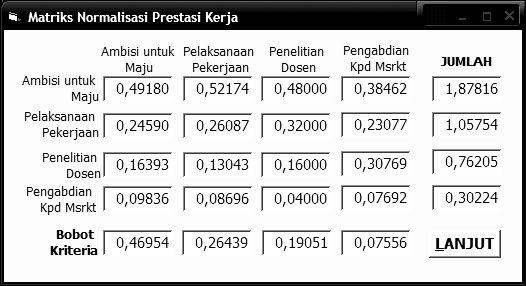 Matriks Normalisasi Prestasi Kerja
Ambisi untuk Maju Pelaksanaan Pekerjaan Penelitian Dosen Pengabdian Kpd Msrkt JUMLAH
Ambisi untuk Maju 0,49180 0,52174 0,48000 0,38462 1,87816
Pelaksanaan Pekerjaan 0,24590 0,26087 0,32000 0,23077 1,05754
Penelitian Dosen 0,16393 0,13043 0,16000 0,30769 0,76205
Pengabdian Kpd Msrkt 0,09836 0,08696 0,04000 0,07692 0,30224
Bobot Kriteria 0,46954 0,26439 0,19051 0,07556 LANJUT